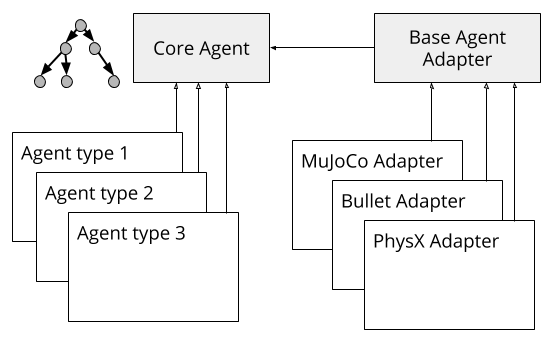 Core Agent
Base Agent
Adapter
Agent type 1
Agent type 2
Agent type 3
MuJoCo Adapter
Bullet Adapter
PhysX Adapter